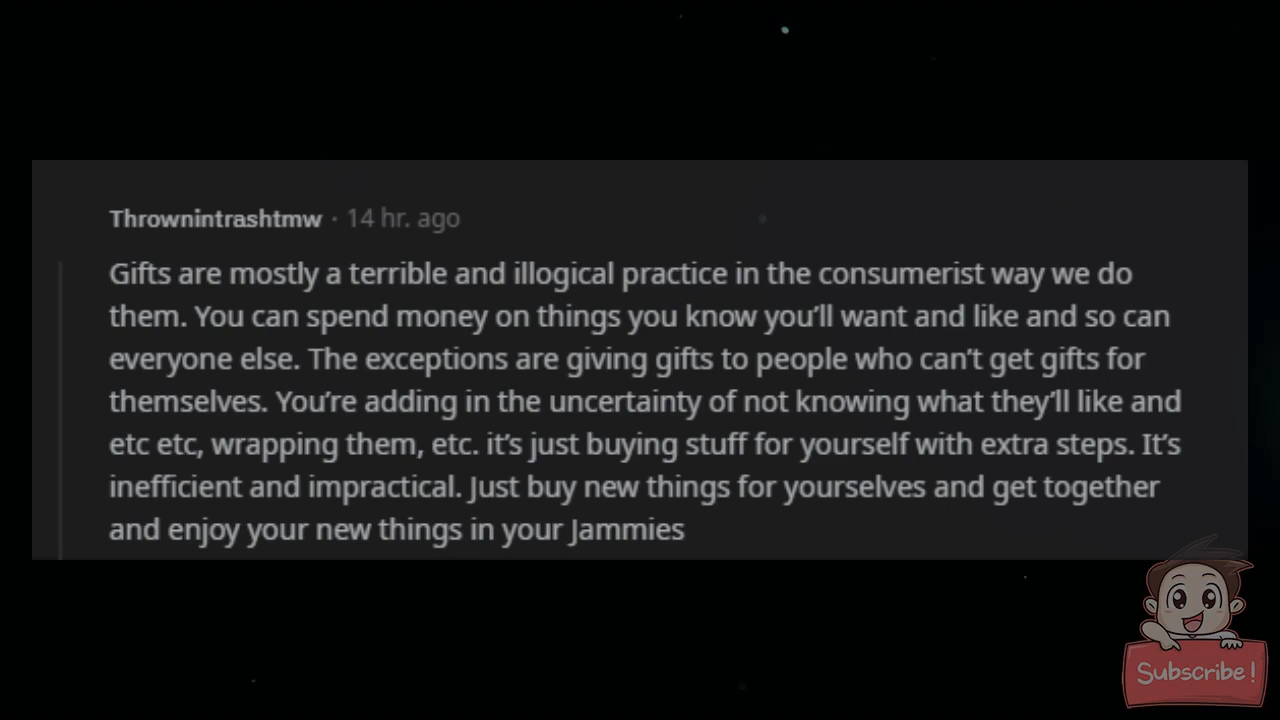 Thrownintrashtmw · 14 hr. ago
Gifts are mostly a terrible and illogical practice in the consumerist way we do
them. You can spend money on things you know you’ll want and like and so can
everyone else. The exceptions are giving gifts to people who can’t get gifts for
themselves. You’re adding in the uncertainty of not knowing what they’ll like and
etc etc, wrapping them, etc. it’s just buying stuff for yourself with extra steps. It’s
inefficient and impractical. Just buy new things for yourselves and get together
and enjoy your new things in your Jammies
Subscribe!